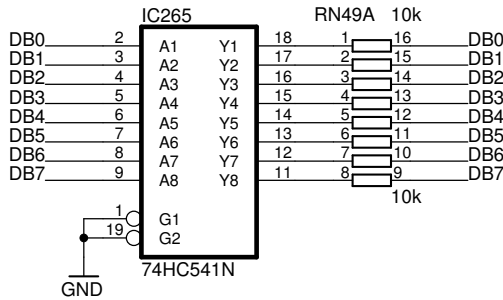 IC265 RN49A 10k
DB0 2 A1 Y1 18 1 16 DB0
DB1 3 A2 Y2 17 2 15 DB1
DB2 4 A3 Y3 16 3 14 DB2
DB3 5 A4 Y4 15 4 13 DB3
DB4 6 A5 Y5 14 5 12 DB4
DB5 7 A6 Y6 13 6 11 DB5
DB6 8 A7 Y7 12 7 10 DB6
DB7 9 A8 Y8 11 8 9 DB7
10k
1 G1
19 G2
74HC541N
GND